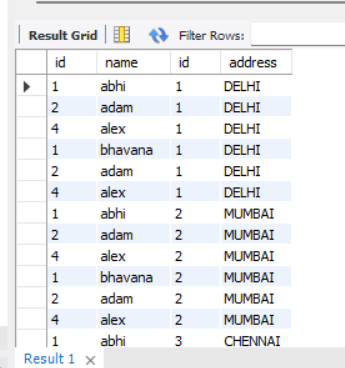 Result Grid Filter Rows:
id name id address
1 abhi 1 DELHI
2 adam 1 DELHI
4 alex 1 DELHI
1 bhavana 1 DELHI
2 adam 1 DELHI
4 alex 1 DELHI
1 abhi 2 MUMBAI
2 adam 2 MUMBAI
4 alex 2 MUMBAI
1 bhavana 2 MUMBAI
2 adam 2 MUMBAI
4 alex 2 MUMBAI
1 abhi 3 CHENNAI
Result 1